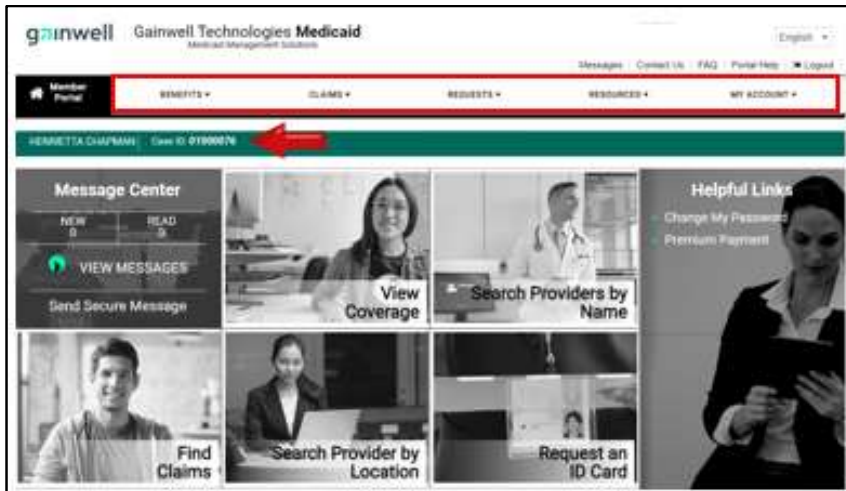 gainwell Gainwell Technologies Medicaid
Medicaid Management Solutions
English
Messages Contact Us FAQ Portal Help Logout
Member
Portal
BENEFITS CLAIMS REQUESTS RESOURCES MY ACCOUNT
HENRIETTA CHAPMAN Case ID 01000076
Message Center
NEW READ
0 0
VIEW MESSAGES
Send Secure Message
View
Coverage
Search Providers by
Name
Helpful Links
Change My Password
Premium Payment
Find
Claims
Search Provider by
Location
Request an
ID Card